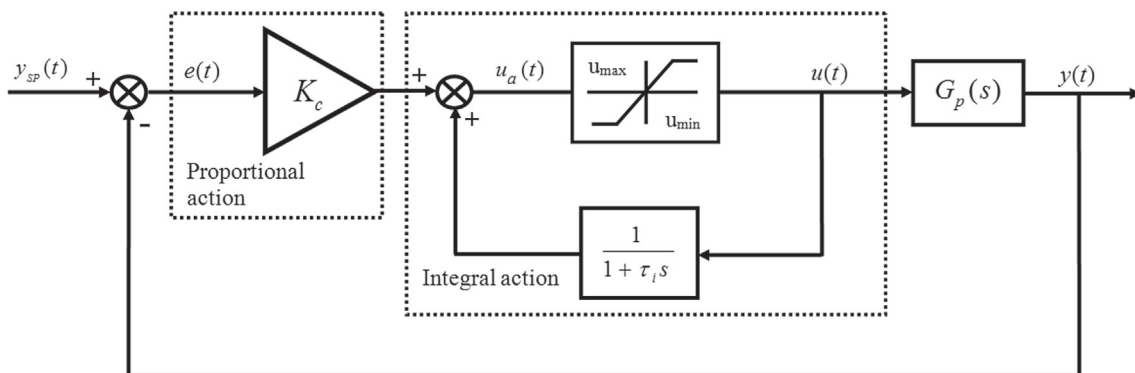 y_sp(t)
+
-
e(t)
K_c
Proportional
action
+
+
u_a(t)
u_max
u_min
u(t)
G_p(s)
y(t)
1
1 + τ_i s
Integral action